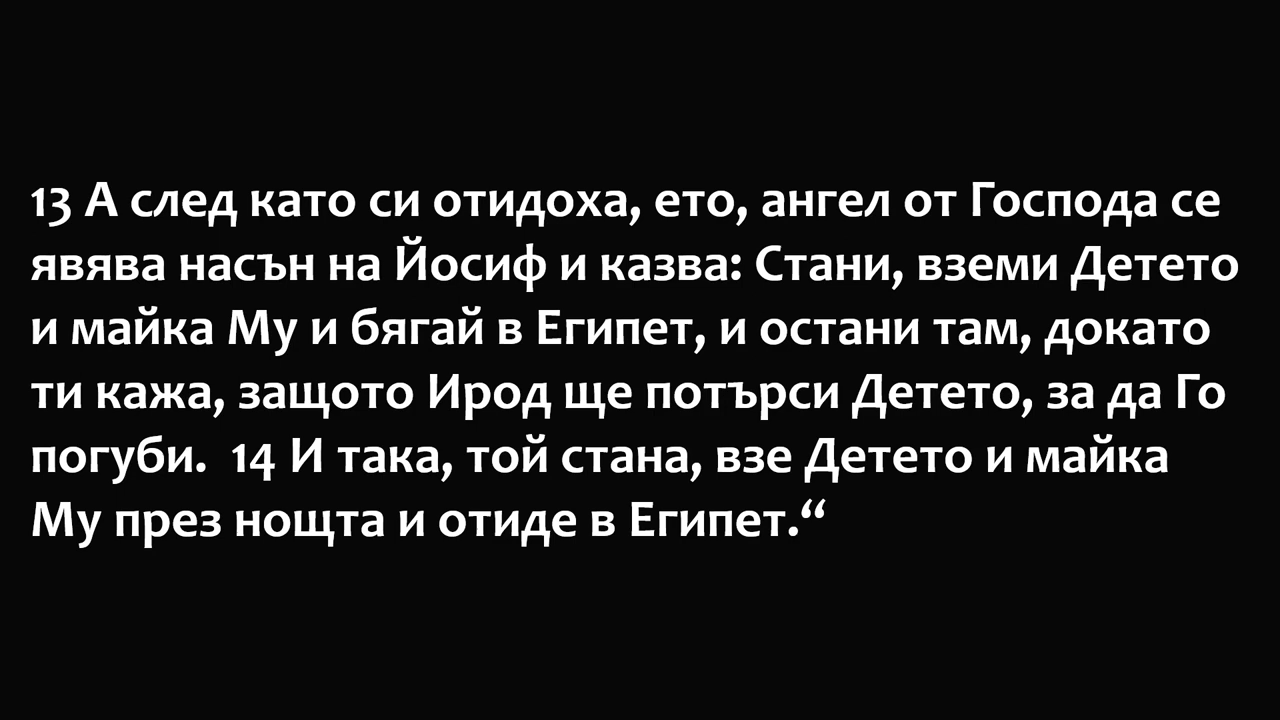 13 А след като си отидоха, ето, ангел от Господа се
явява насън на Йосиф и казва: Стани, вземи Детето
и майка Му и бягай в Египет, и остани там, докато
ти кажа, защото Ирод ще потърси Детето, за да Го
погуби.  14 И така, той стана, взе Детето и майка
Му през нощта и отиде в Египет.“